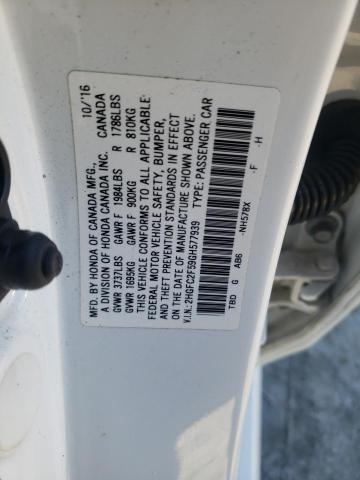 MFD. BY HONDA OF CANADA MFG., 10/'16
A DIVISION OF HONDA CANADA INC. CANADA
GVWR 3737LBS GAWR F 1984LBS R 1786LBS
GVWR 1695KG GAWR F 900KG R 810KG
THIS VEHICLE CONFORMS TO ALL APPLICABLE
FEDERAL MOTOR VEHICLE SAFETY, BUMPER,
AND THEFT PREVENTION STANDARDS IN EFFECT
ON THE DATE OF MANUFACTURE SHOWN ABOVE.
V.I.N.: 2HGFC2F59GH577939 TYPE: PASSENGER CAR
TBD G AB6 -NH578X -F -H